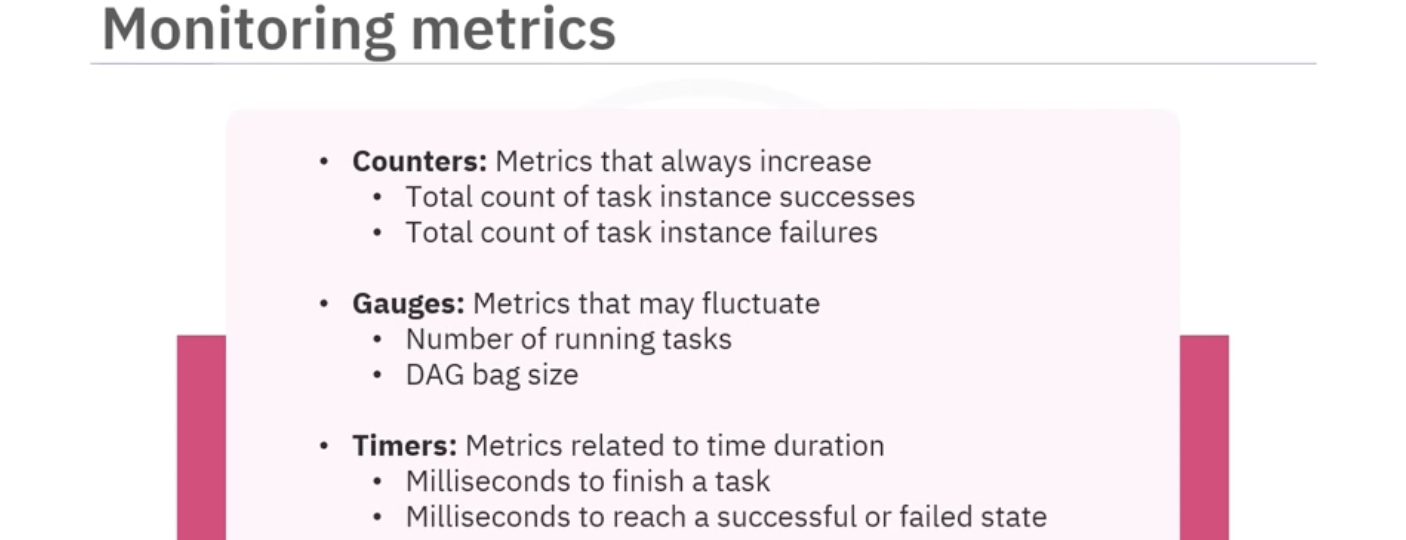 Monitoring metrics
• Counters: Metrics that always increase
• Total count of task instance successes
• Total count of task instance failures
• Gauges: Metrics that may fluctuate
• Number of running tasks
• DAG bag size
• Timers: Metrics related to time duration
• Milliseconds to finish a task
• Milliseconds to reach a successful or failed state